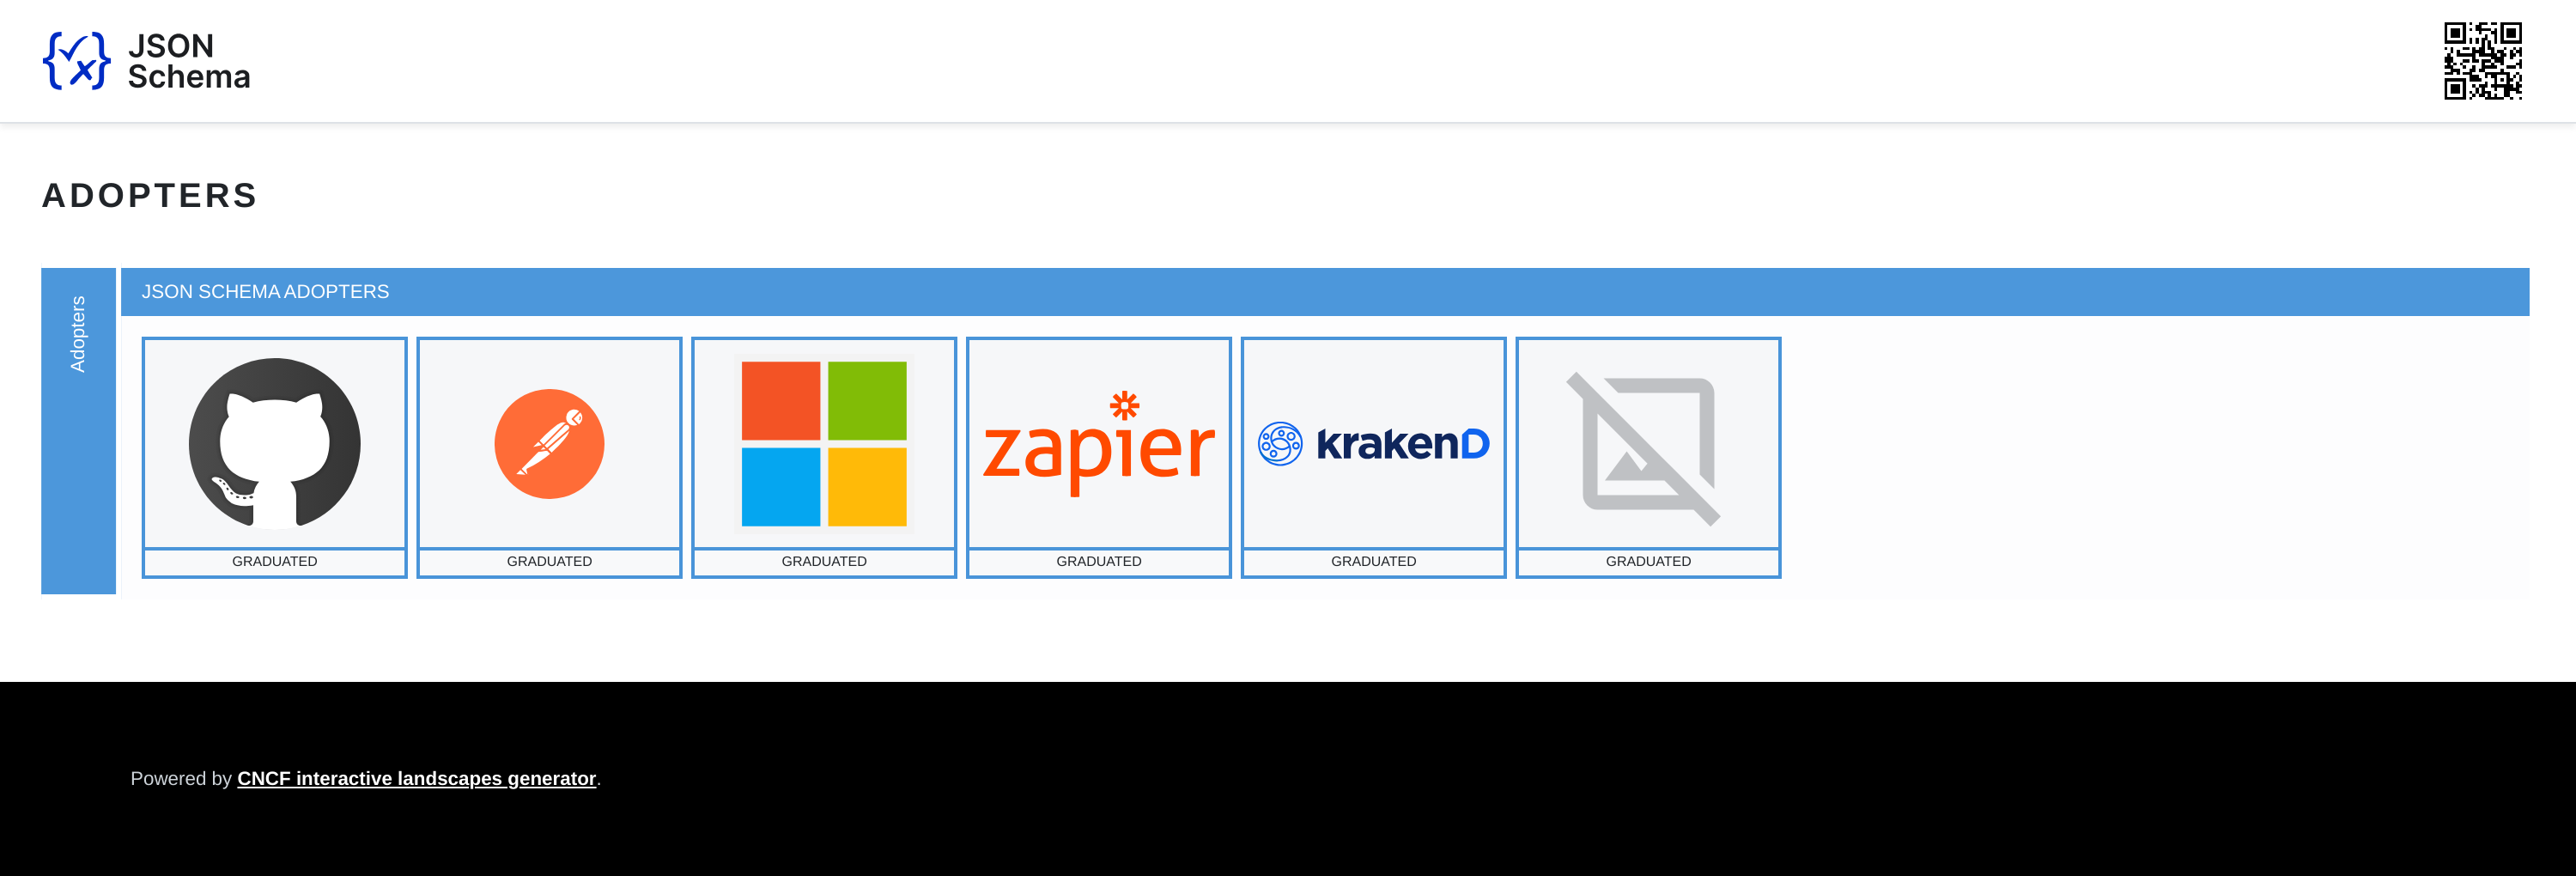 JSON
Schema
ADOPTERS
Adopters
JSON SCHEMA ADOPTERS
zapier
krakenD
GRADUATED
GRADUATED
GRADUATED
GRADUATED
GRADUATED
GRADUATED
Powered by CNCF interactive landscapes generator.